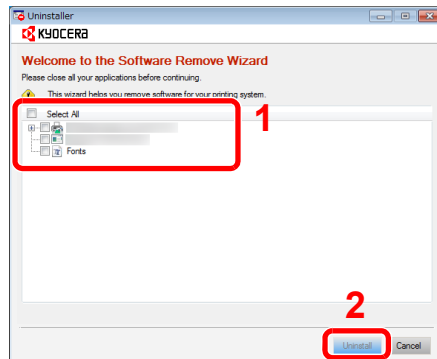 Uninstaller
KYOCERA
Welcome to the Software Remove Wizard
Please close all your applications before continuing.
This wizard helps you remove software for your printing system.
Select All
1
Fonts
2
Uninstall
Cancel